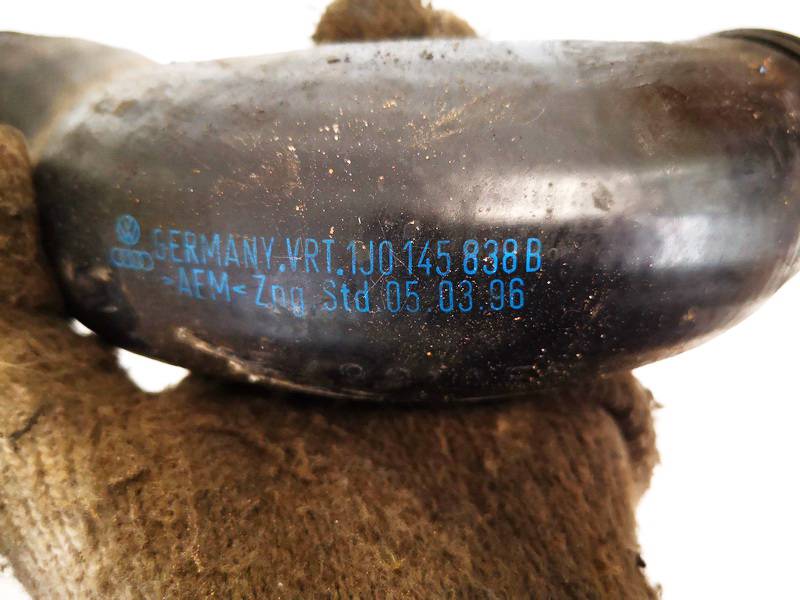 GERMANY.VRT.1J0 145 838 B
>AEM< Zng. Std. 05.03.96